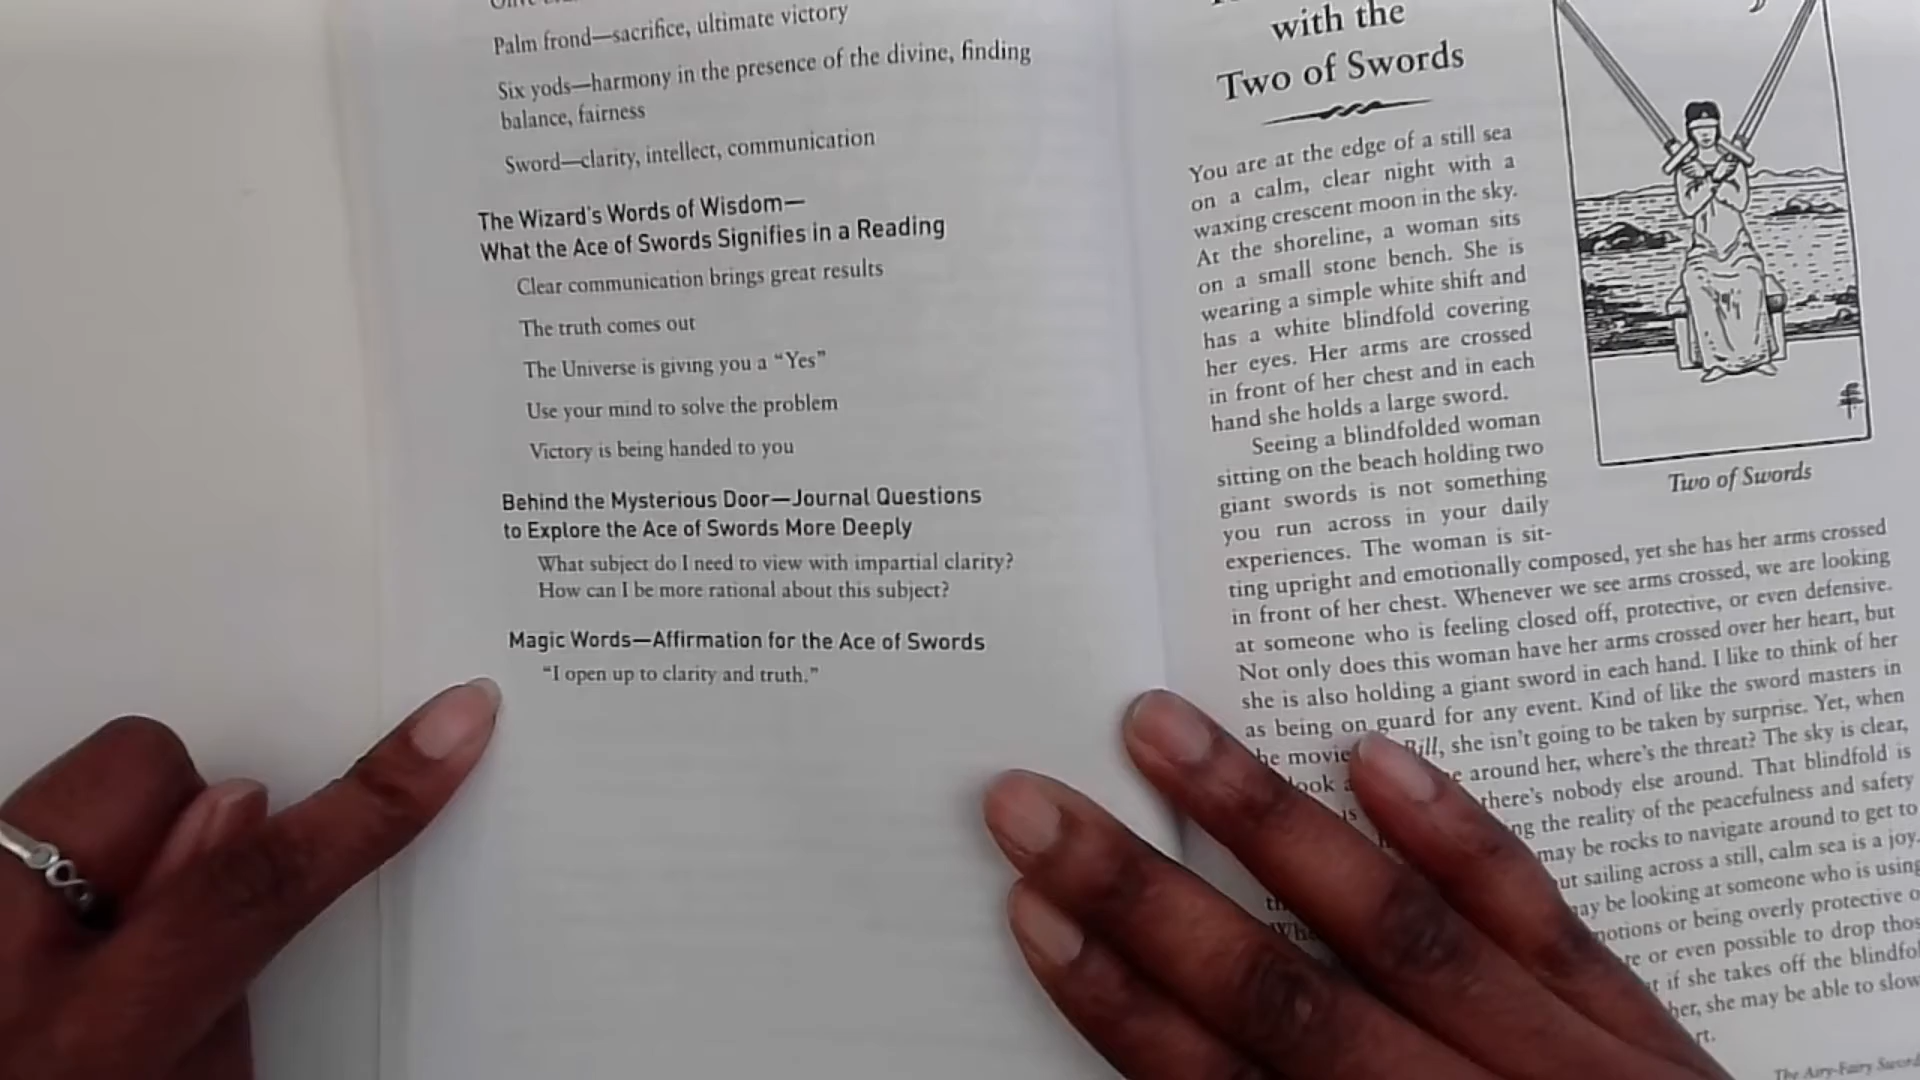 Palm frond—sacrifice, ultimate victory
Six yods—harmony in the presence of the divine, finding
balance, fairness
Sword—clarity, intellect, communication
The Wizard's Words of Wisdom—
What the Ace of Swords Signifies in a Reading
Clear communication brings great results
The truth comes out
The Universe is giving you a “Yes”
Use your mind to solve the problem
Victory is being handed to you
Behind the Mysterious Door—Journal Questions
to Explore the Ace of Swords More Deeply
What subject do I need to view with impartial clarity?
How can I be more rational about this subject?
Magic Words—Affirmation for the Ace of Swords
“I open up to clarity and truth.”
with the
Two of Swords
You are at the edge of a still sea
on a calm, clear night with a
waxing crescent moon in the sky.
At the shoreline, a woman sits
on a small stone bench. She is
wearing a simple white shift and
has a white blindfold covering
her eyes. Her arms are crossed
in front of her chest and in each
hand she holds a large sword.
Seeing a blindfolded woman
sitting on the beach holding two
giant swords is not something
you run across in your daily
experiences. The woman is sit-
ting upright and emotionally composed, yet she has her arms crossed
in front of her chest. Whenever we see arms crossed, we are looking
at someone who is feeling closed off, protective, or even defensive.
Not only does this woman have her arms crossed over her heart, but
she is also holding a giant sword in each hand. I like to think of her
as being on guard for any event. Kind of like the sword masters in
movie Bill, she isn't going to be taken by surprise. Yet, when
around her, where's the threat? The sky is clear,
there's nobody else around. That blindfold is
the reality of the peacefulness and safety
may be rocks to navigate around to get to
sailing across a still, calm sea is a joy.
may be looking at someone who is using
or being overly protective
or even possible to drop
if she takes off the
she may be able to slow
Two of Swords
The Airy-Fairy